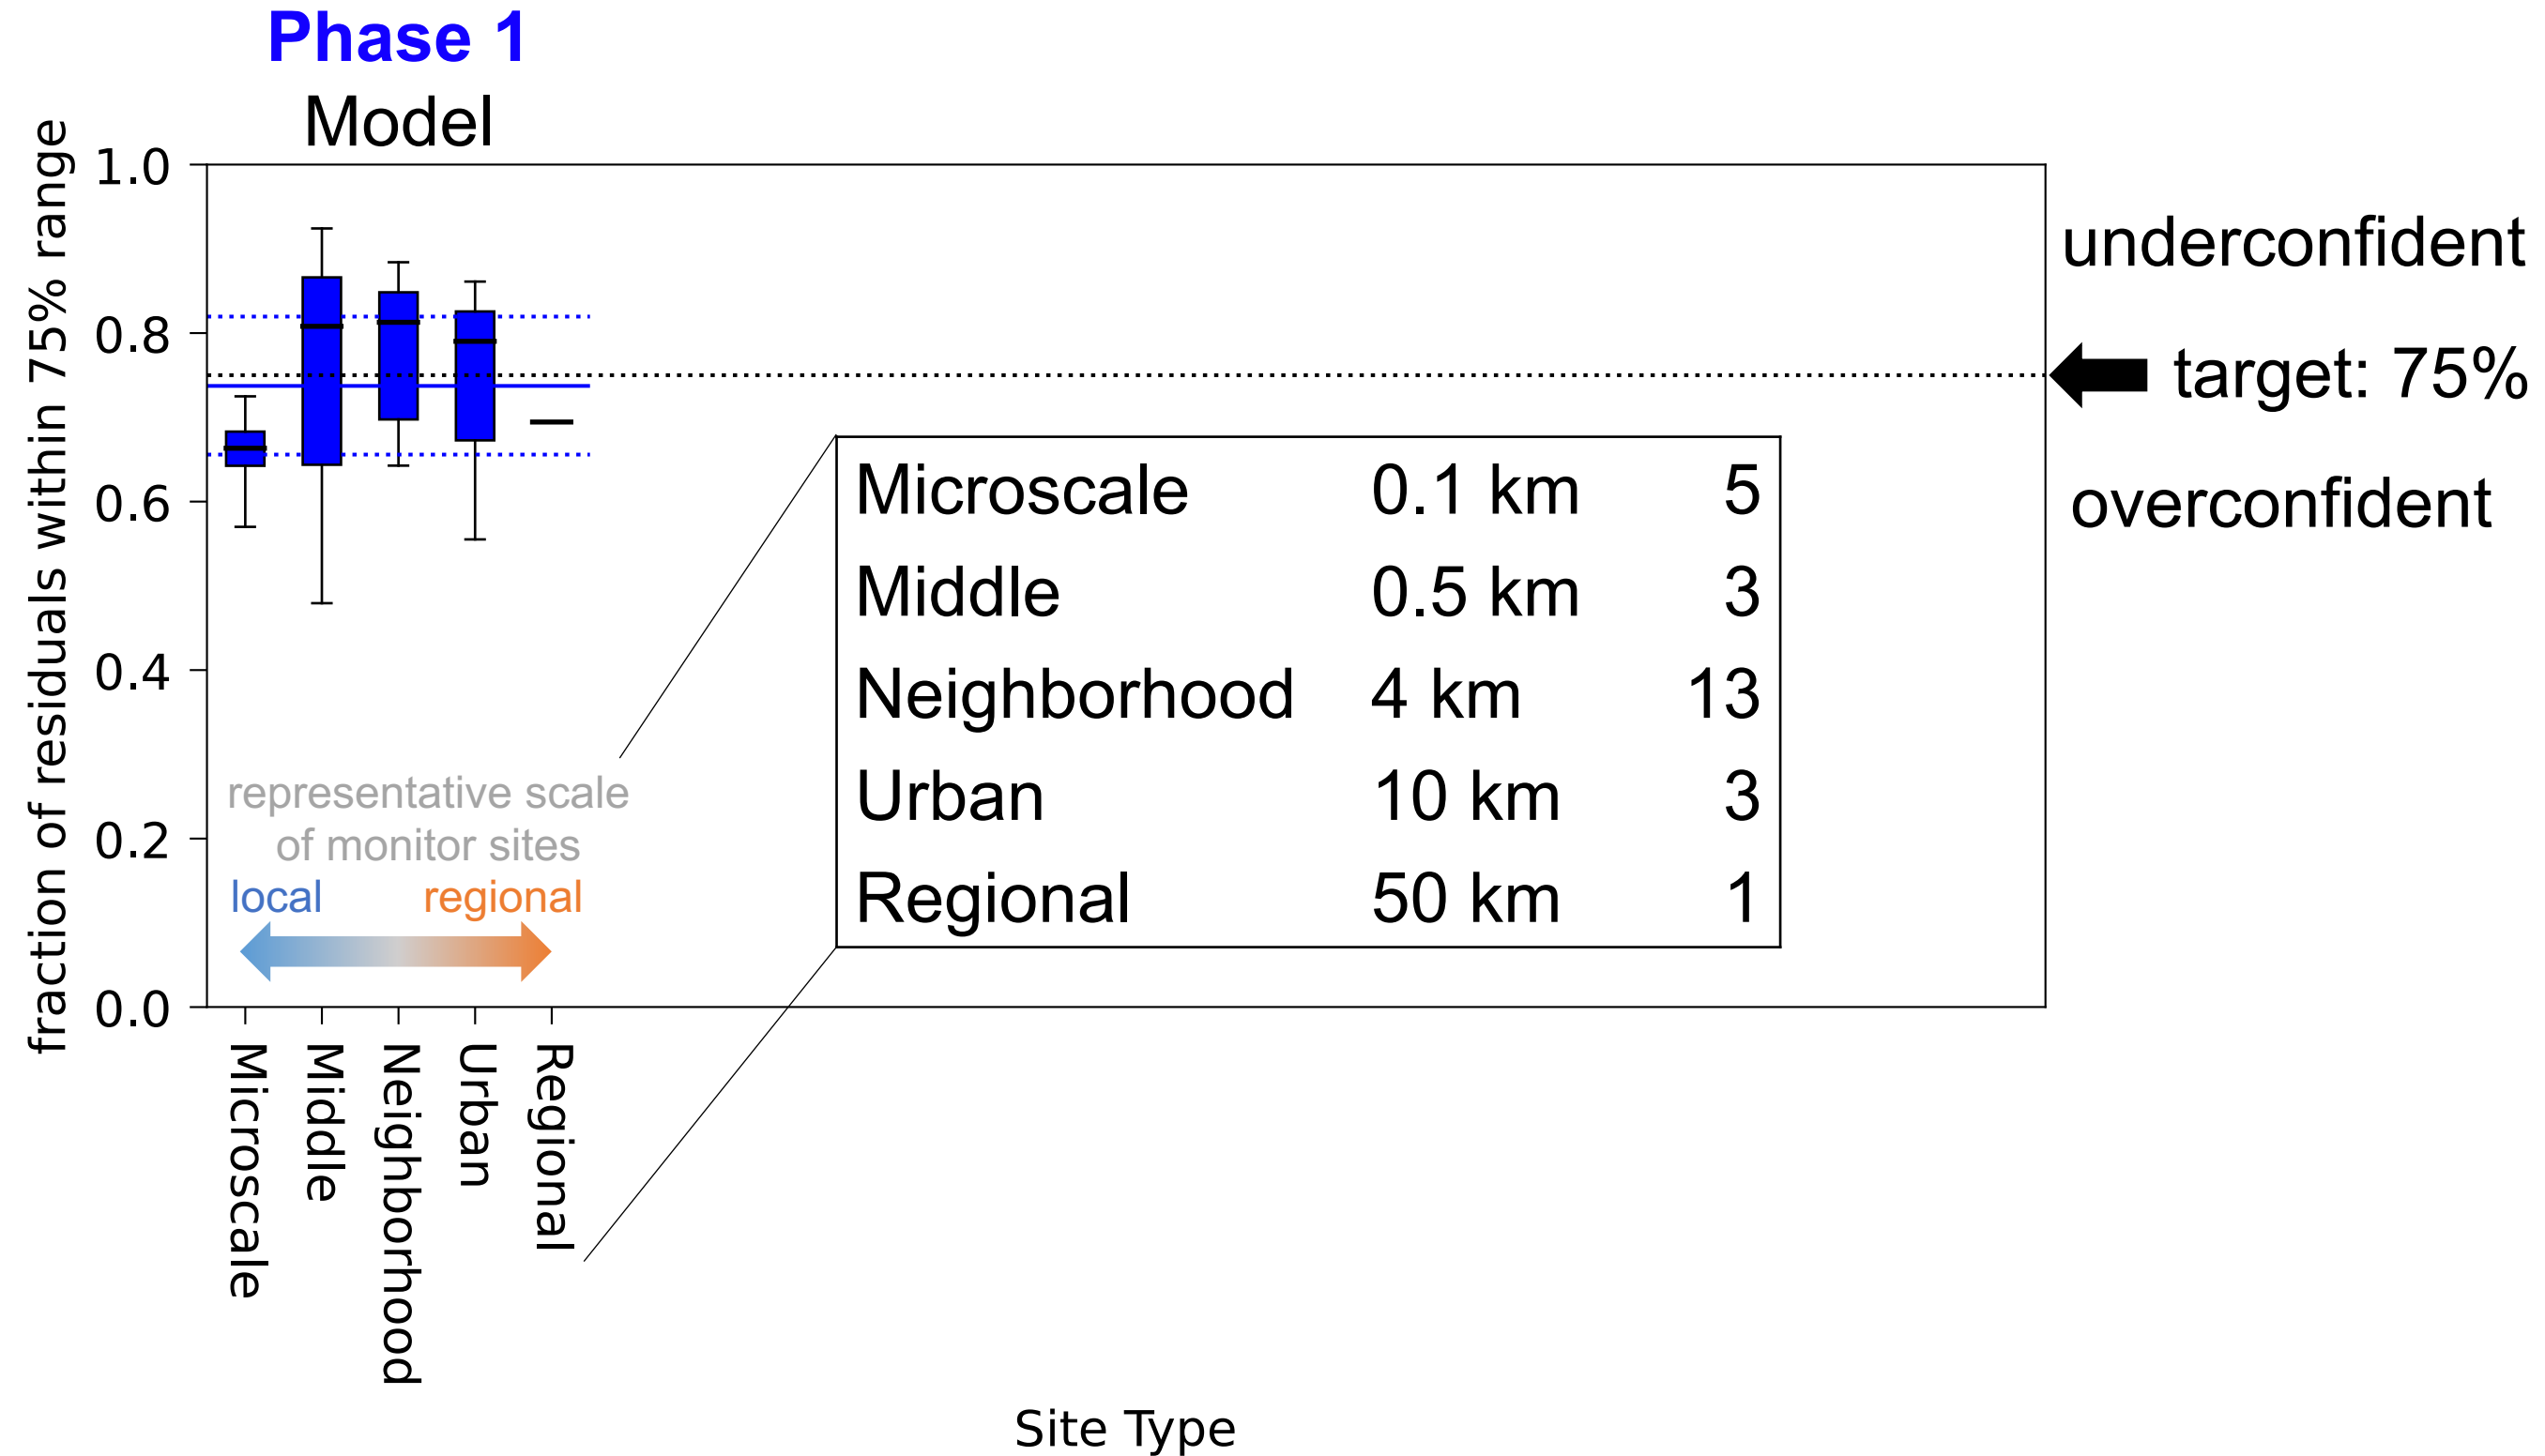 Phase 1
Model
fraction of residuals within 75% range
1.0
0.8
0.6
0.4
0.2
0.0
underconfident
target: 75%
overconfident
Microscale 0.1 km 5
Middle 0.5 km 3
Neighborhood 4 km 13
Urban 10 km 3
Regional 50 km 1
representative scale
of monitor sites
local regional
Microscale
Middle
Neighborhood
Urban
Regional
Site Type